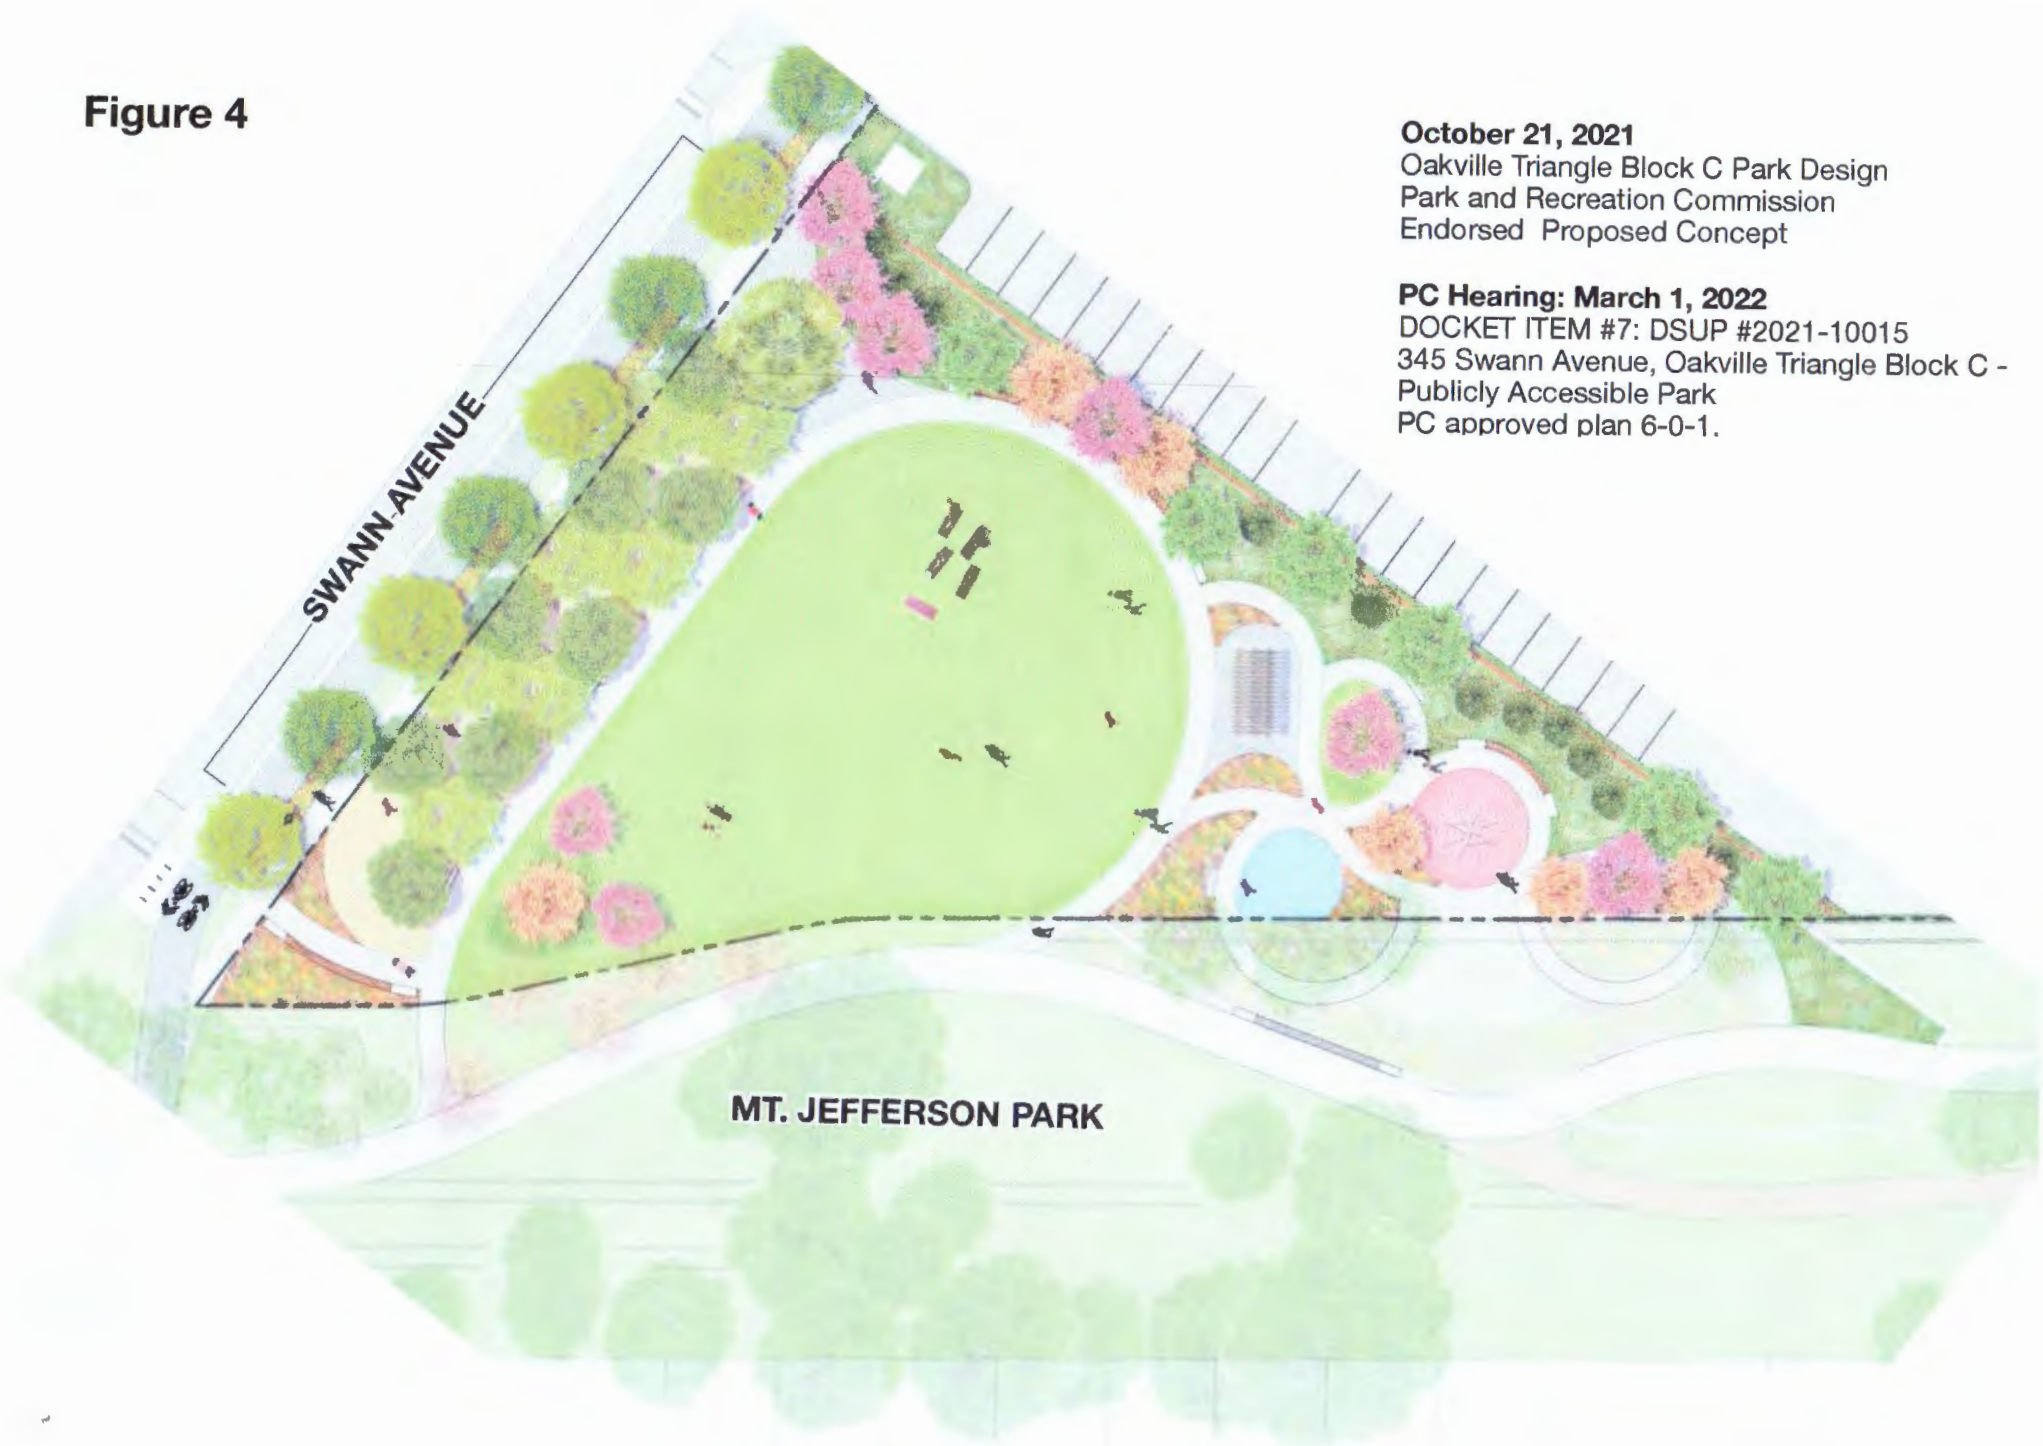 Figure 4
October 21, 2021
Oakville Triangle Block C Park Design
Park and Recreation Commission
Endorsed Proposed Concept
PC Hearing: March 1, 2022
DOCKET ITEM #7: DSUP #2021-10015
345 Swann Avenue, Oakville Triangle Block C -
Publicly Accessible Park
PC approved plan 6-0-1.
SWANN AVENUE
MT. JEFFERSON PARK